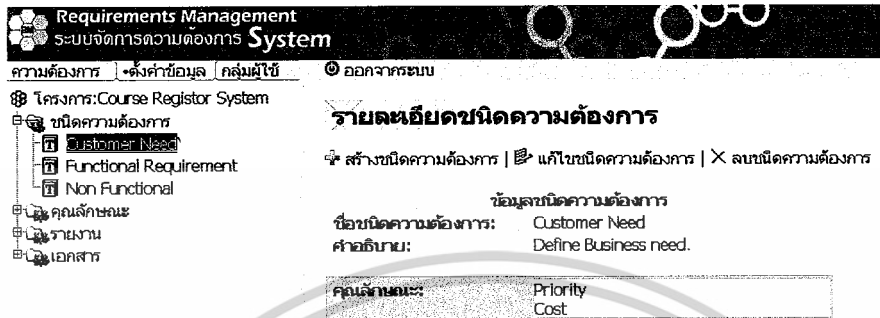 Requirements Management
ระบบจัดการความต้องการ System
ความต้องการ •ตั้งค่าข้อมูล กลุ่มผู้ใช้ ออกจากระบบ
โครงการ:Course Registor System
ชนิดความต้องการ
Customer Need
Functional Requirement
Non Functional
คุณลักษณะ
รายงาน
เอกสาร
รายละเอียดชนิดความต้องการ
สร้างชนิดความต้องการ | แก้ไขชนิดความต้องการ | ลบชนิดความต้องการ
ข้อมูลชนิดความต้องการ
ชื่อชนิดความต้องการ: Customer Need
คำอธิบาย: Define Business need.
คุณลักษณะ: Priority
Cost